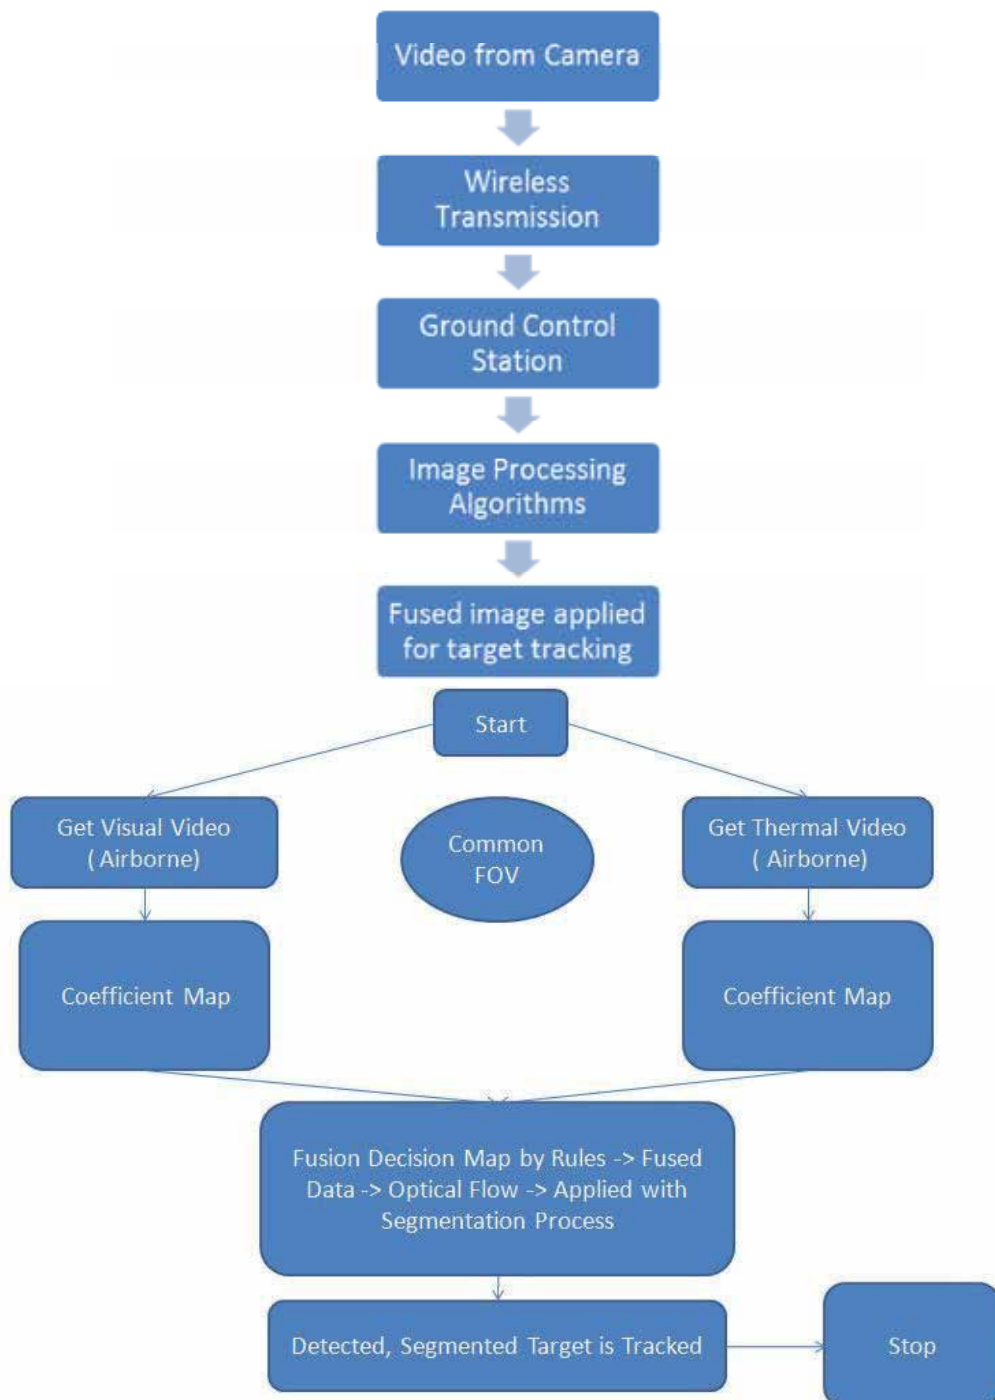 Video from Camera
Wireless
Transmission
Ground Control
Station
Image Processing
Algorithms
Fused image applied
for target tracking
Start
Get Visual Video
( Airborne)
Common
FOV
Get Thermal Video
( Airborne)
Coefficient Map
Coefficient Map
Fusion Decision Map by Rules -> Fused
Data -> Optical Flow -> Applied with
Segmentation Process
Detected, Segmented Target is Tracked
Stop